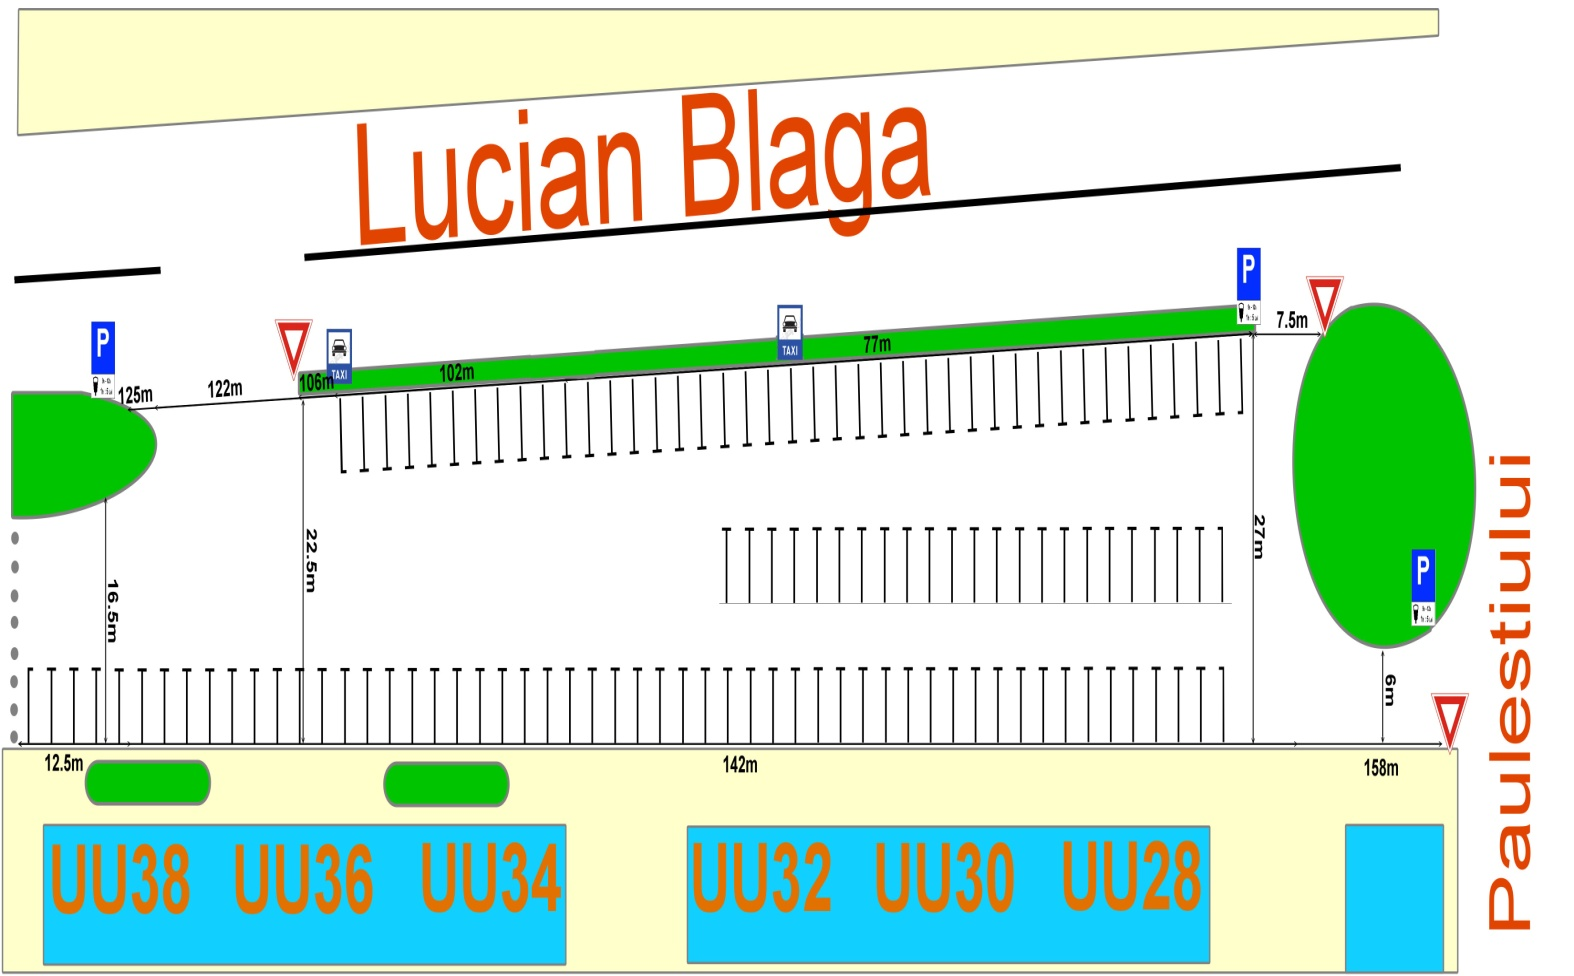 Lucian Blaga
P
P
7.5m
TAXI
TAXI
77m
102m
106m
122m
125m
22.5m
27m
16.5m
P
6m
12.5m
142m
158m
UU38 UU36 UU34
UU32 UU30 UU28
Paulestiului